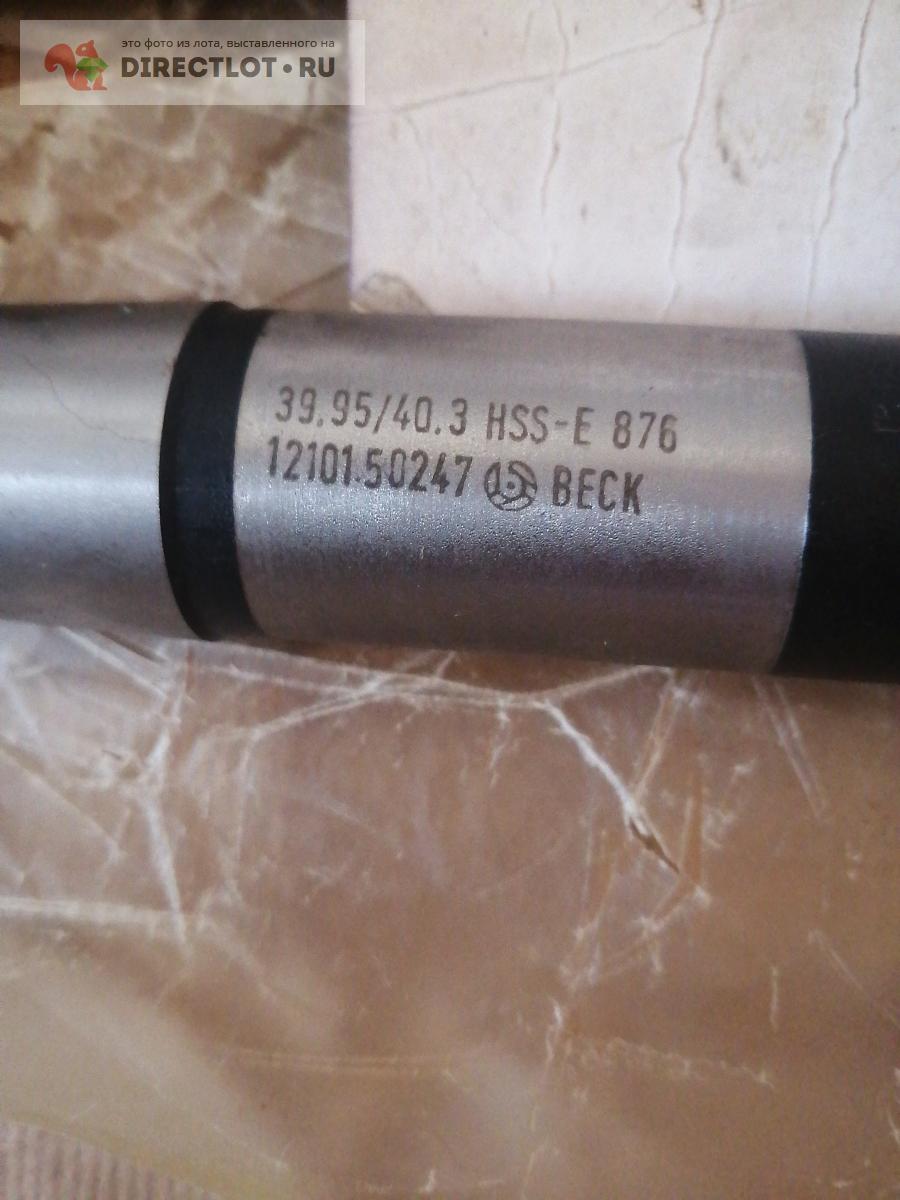 это фото из лота, выставленного на
DIRECTLOT•RU
39.95/40.3 HSS-E 876
12101.50247 BECK